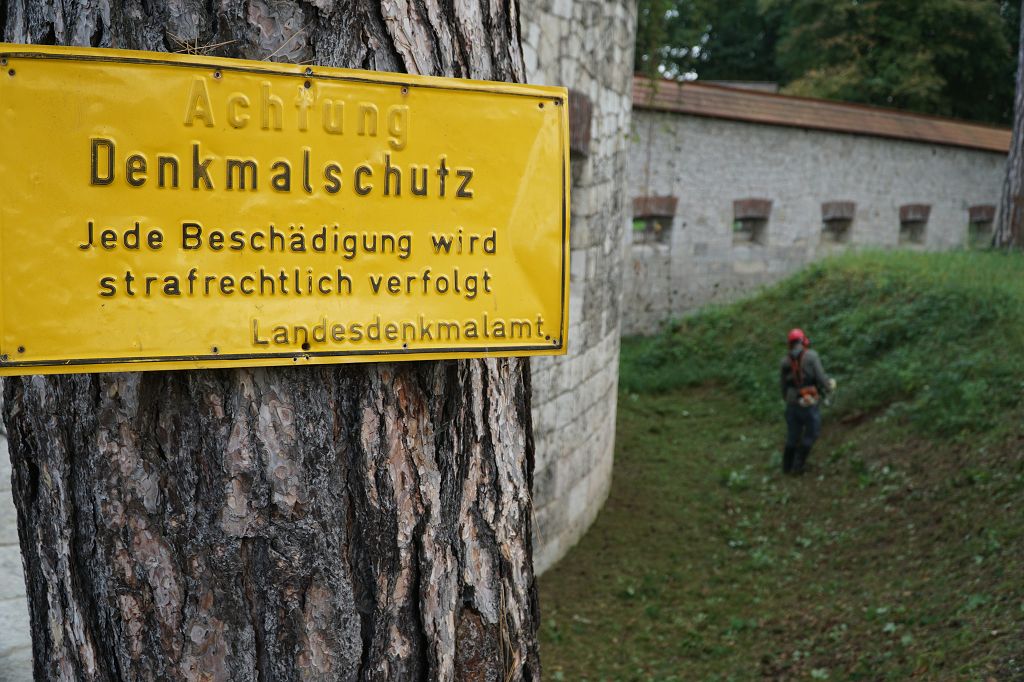 Achtung
Denkmalschutz
Jede Beschädigung wird
strafrechtlich verfolgt
Landesdenkmalamt